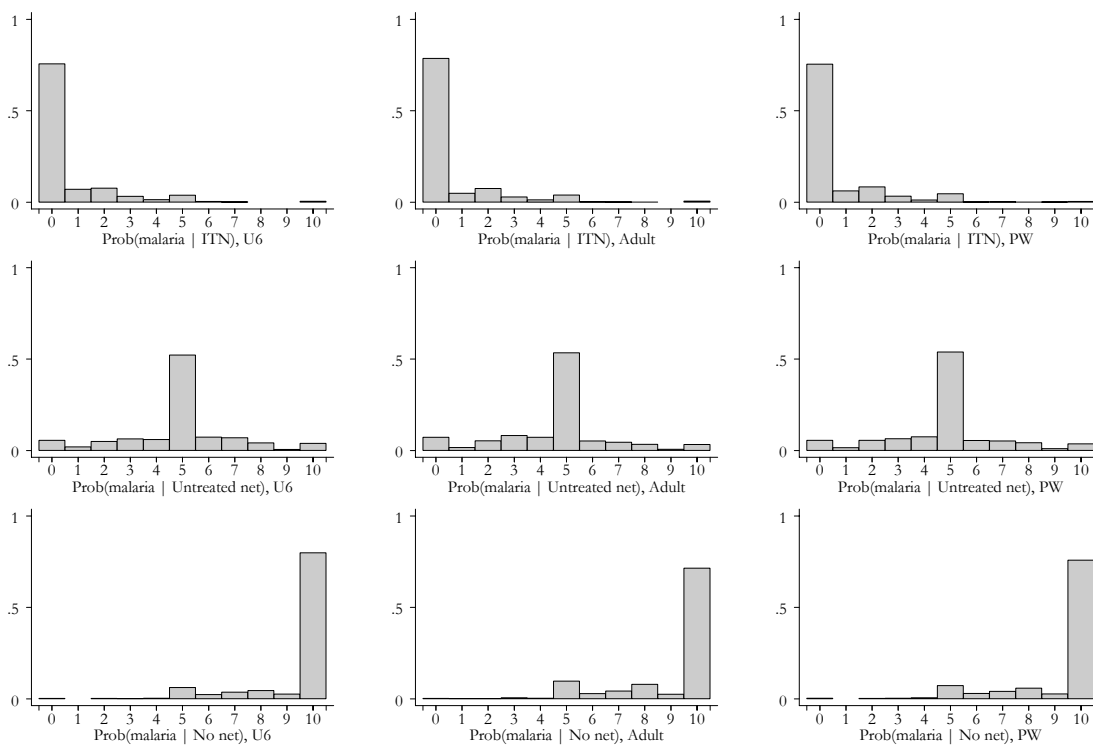 1
1
1
.5
.5
.5
0
0
0
0 1 2 3 4 5 6 7 8 9 10
0 1 2 3 4 5 6 7 8 9 10
0 1 2 3 4 5 6 7 8 9 10
Prob(malaria | ITN), U6
Prob(malaria | ITN), Adult
Prob(malaria | ITN), PW
1
1
1
.5
.5
.5
0
0
0
0 1 2 3 4 5 6 7 8 9 10
0 1 2 3 4 5 6 7 8 9 10
0 1 2 3 4 5 6 7 8 9 10
Prob(malaria | Untreated net), U6
Prob(malaria | Untreated net), Adult
Prob(malaria | Untreated net), PW
1
1
1
.5
.5
.5
0
0
0
0 1 2 3 4 5 6 7 8 9 10
0 1 2 3 4 5 6 7 8 9 10
0 1 2 3 4 5 6 7 8 9 10
Prob(malaria | No net), U6
Prob(malaria | No net), Adult
Prob(malaria | No net), PW